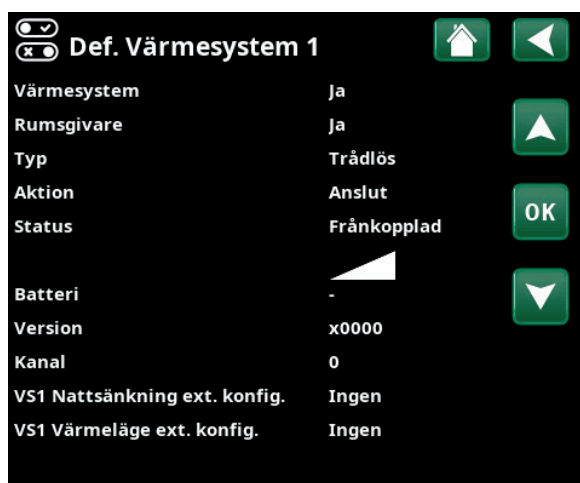 Def. Värmesystem 1
Värmesystem Ja
Rumsgivare Ja
Typ Trådlös
Aktion Anslut
OK
Status Frånkopplad
Batteri -
Version x0000
Kanal 0
VS1 Nattsänkning ext. konfig. Ingen
VS1 Värmeläge ext. konfig. Ingen